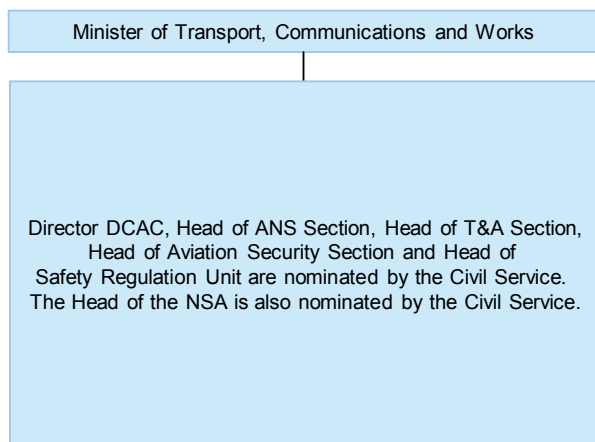 Minister of Transport, Communications and Works
Director DCAC, Head of ANS Section, Head of T&A Section,
Head of Aviation Security Section and Head of
Safety Regulation Unit are nominated by the Civil Service.
The Head of the NSA is also nominated by the Civil Service.